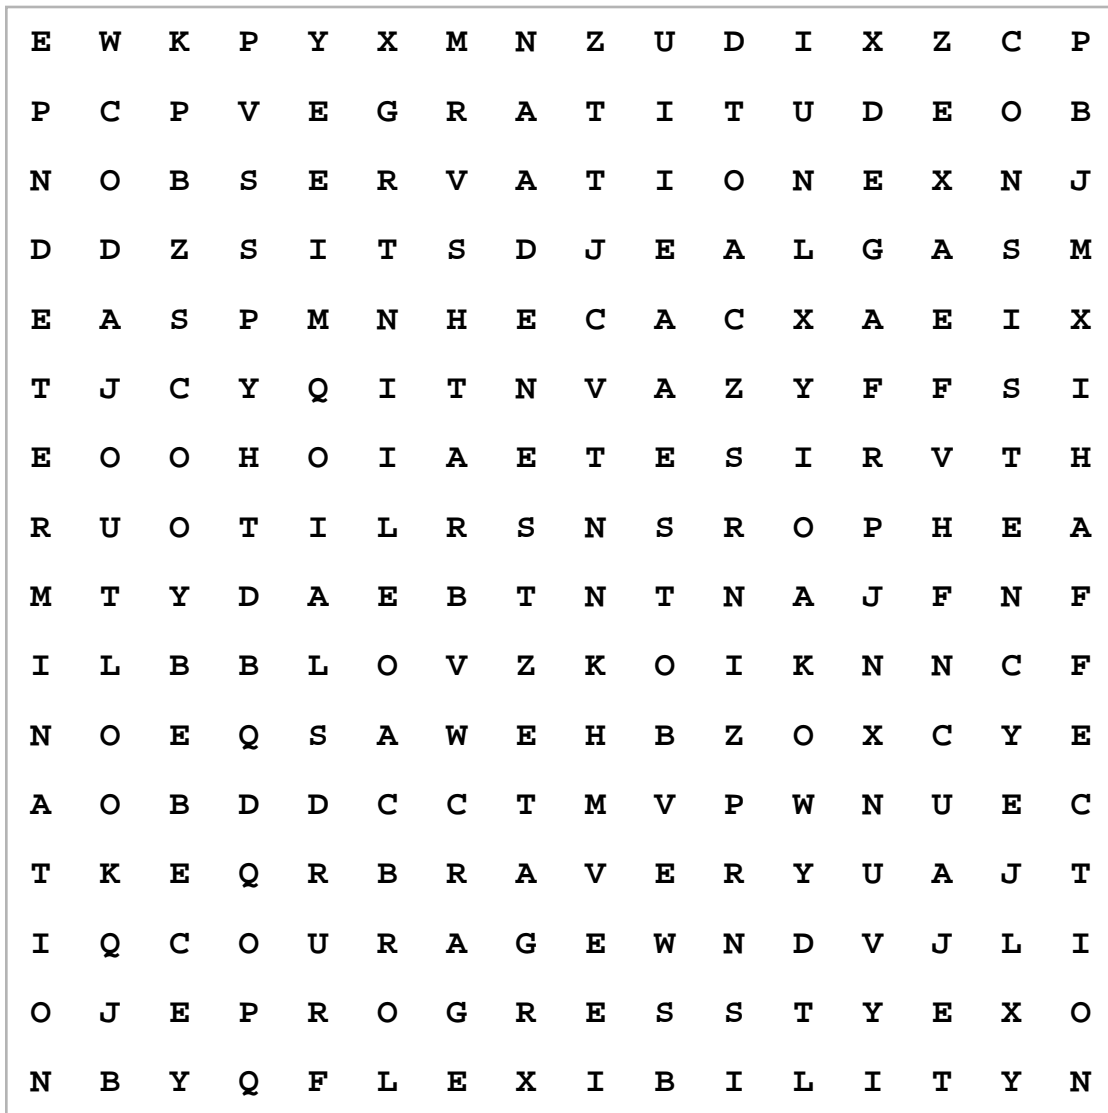 E W K P Y X M N Z U D I X Z C P
P C P V E G R A T I T U D E O B
N O B S E R V A T I O N E X N J
D D Z S I T S D J E A L G A S M
E A S P M N H E C A C X A E I X
T J C Y Q I T N V A Z Y F F S I
E O O H O I A E T E S I R V T H
R U O T I L R S N S R O P H E A
M T Y D A E B T N T N A J F N F
I L B B L O V Z K O I K N N C F
N O E Q S A W E H B Z O X C Y E
A O B D D C C T M V P W N U E C
T K E Q R B R A V E R Y U A J T
I Q C O U R A G E W N D V J L I
O J E P R O G R E S S T Y E X O
N B Y Q F L E X I B I L I T Y N